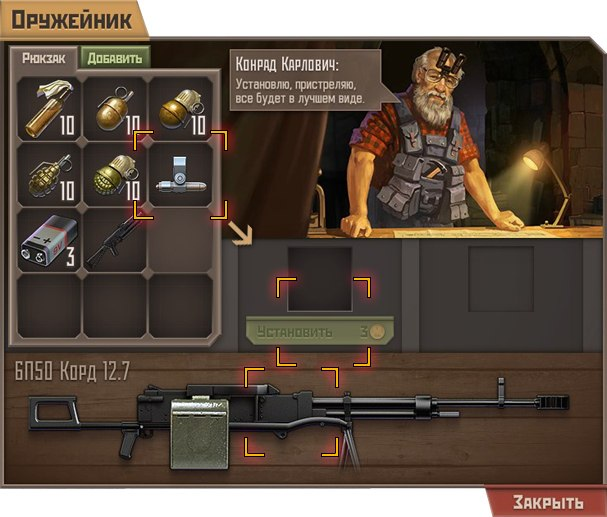 Оружейник
Рюкзак
Добавить
Конрад Карлович:
Установлю, пристреляю,
все будет в лучшем виде.
10
10
10
10
10
3
Установить 3
6П50 Корд 12.7
Закрыть